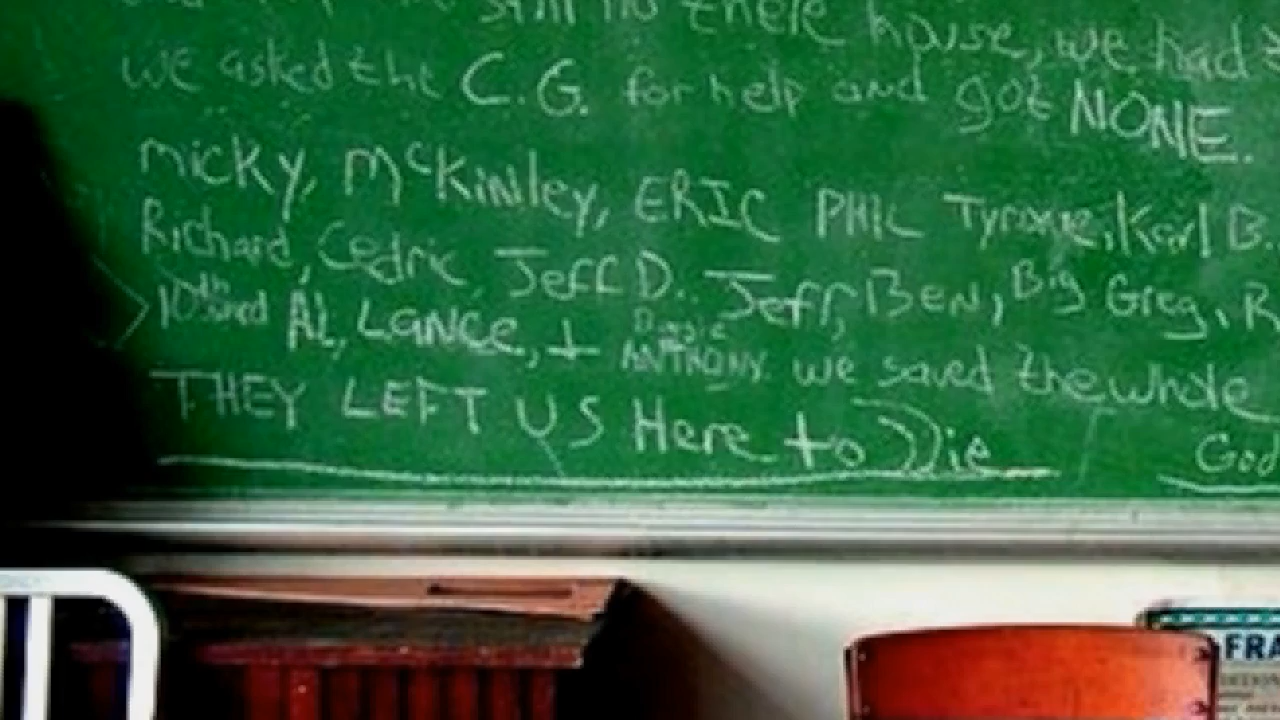 still no there house, we had
we asked the C.G. for help and got NONE.
micky, McKinley, ERIC PHIL Tyrone, Karl B.
Richard, Cedric, Jeff D., Jeff, BEN, Big Greg, R
10th ward AL, LANCE, + ANTHONY we saved the whole
THEY LEFT US Here to Die
God
FRA